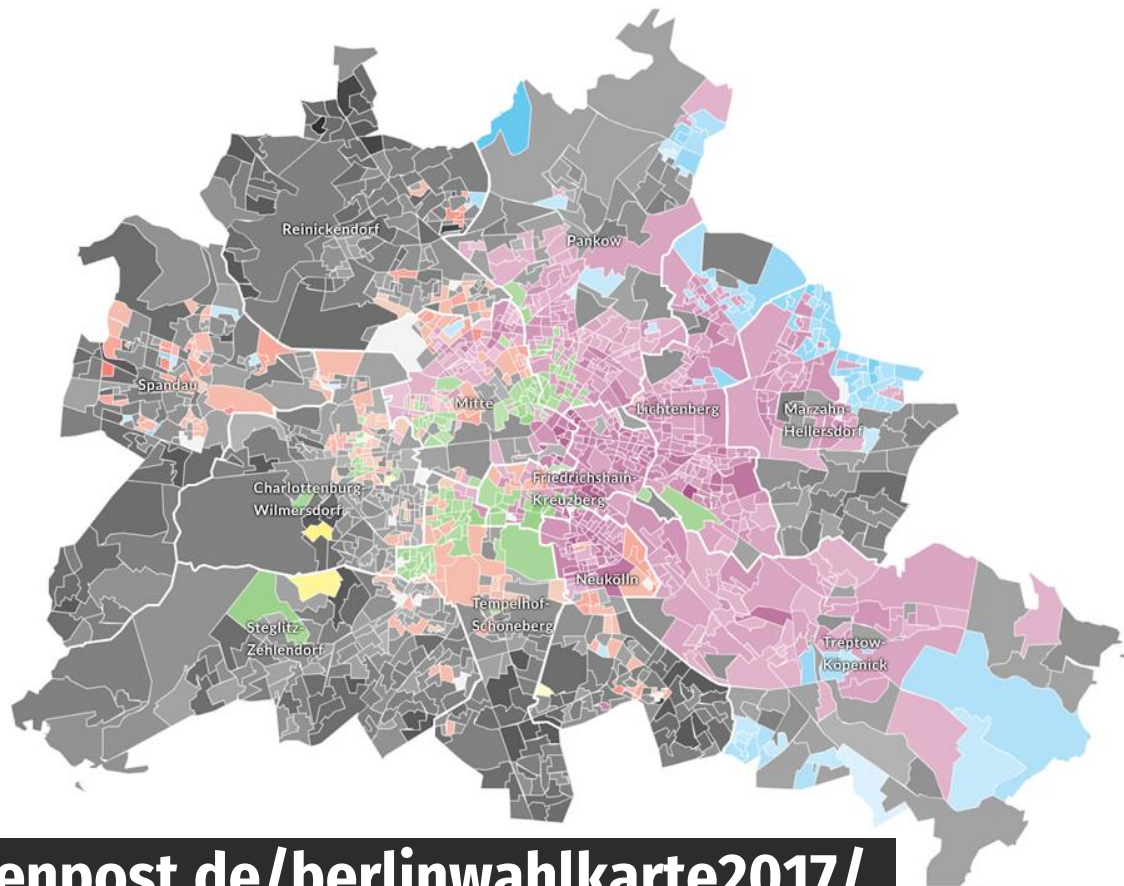 Reinickendorf
Pankow
Spandau
Mitte
Lichtenberg
Marzahn-
Hellersdorf
Charlottenburg-
Wilmersdorf
Friedrichshain-
Kreuzberg
Neukölln
Tempelhof-
Schöneberg
Steglitz-
Zehlendorf
Treptow-
Köpenick
enpost.de/berlinwahlkarte2017/